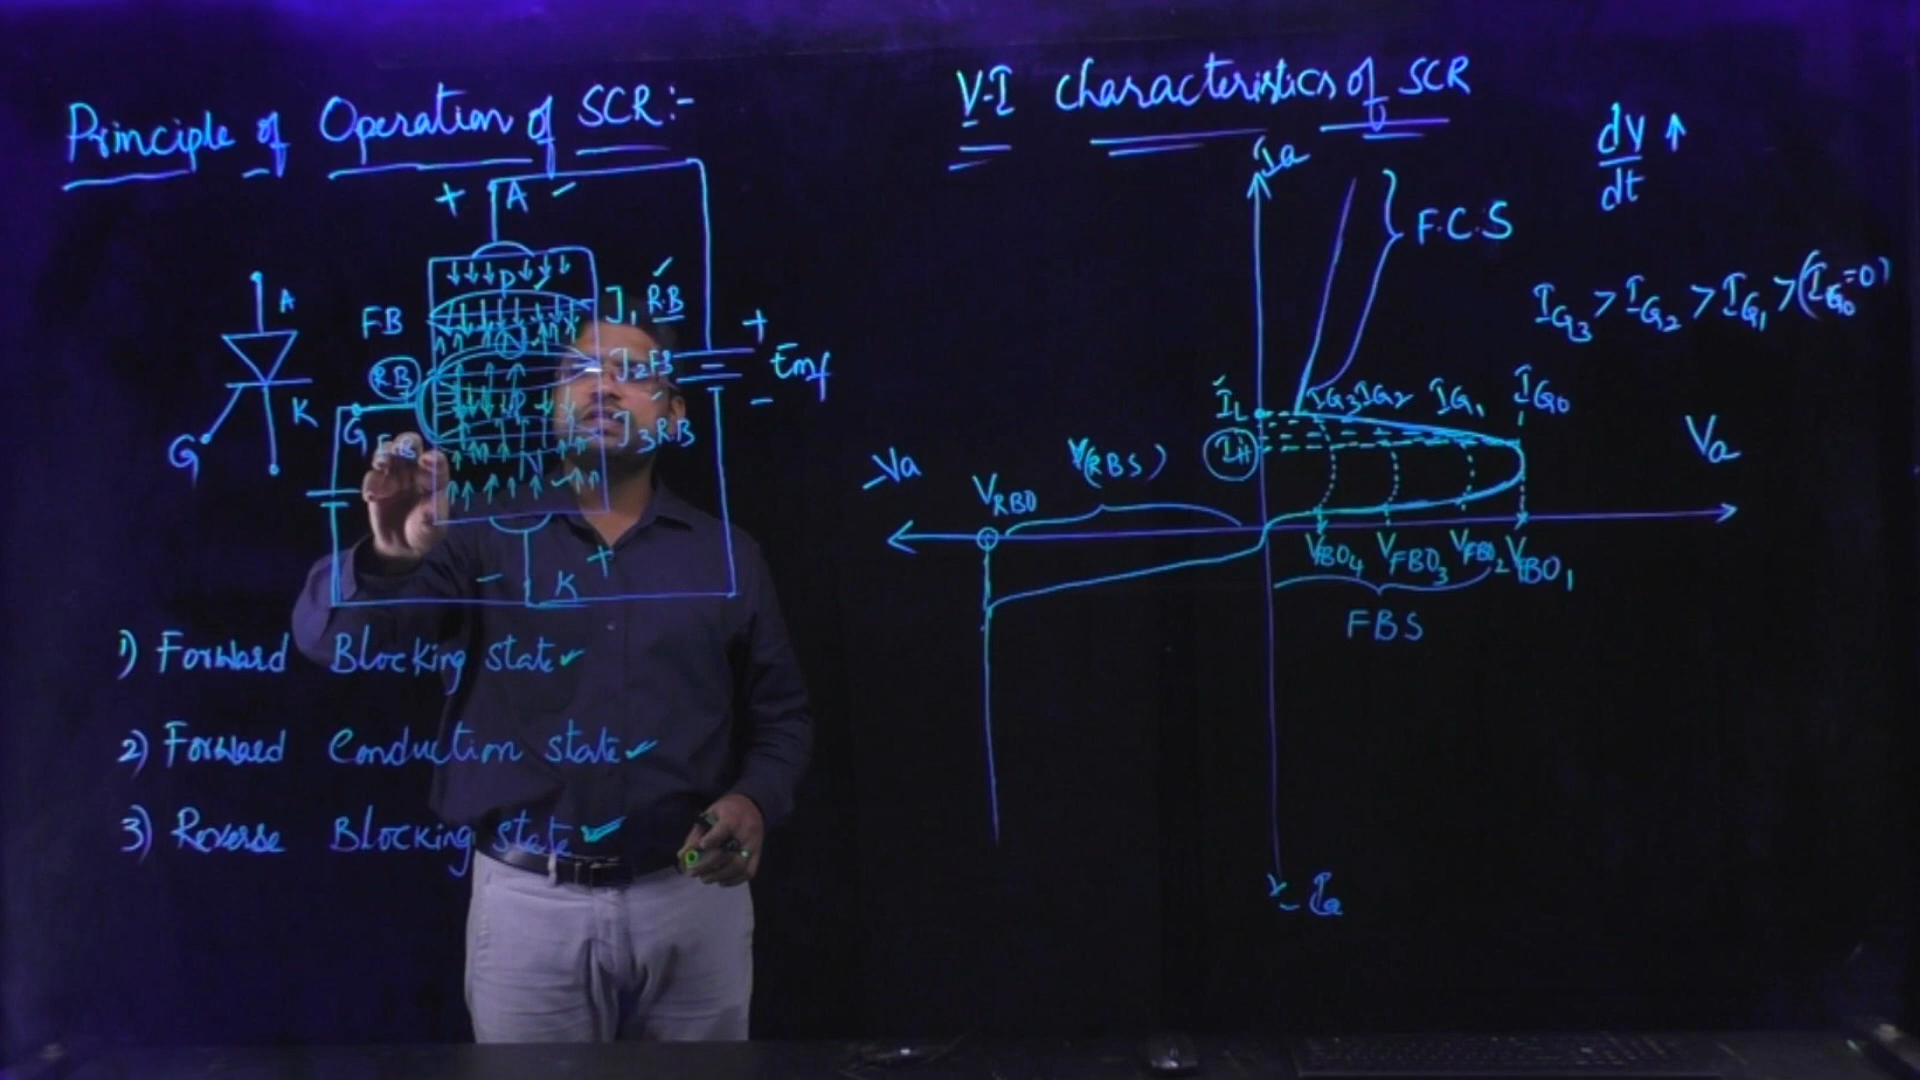 Principle of Operation of SCR:-
+ A -
A
K
G
FB
RB
FB
G
P
N
P
N
J1 R.B
J2 FB
J3 R.B
+
Emf
-
- K +
1) Forward Blocking state ✓
2) Forward Conduction state ✓
3) Reverse Blocking state ✓
V-I characteristics of SCR
Ia
F.C.S
dv/dt ↑
IG3 > IG2 > IG1 > (IG0=0)
IL
IH
IG3 IG2 IG1 IG0
Va
-Va
VRBO
(RBS)
VBO4 VFBO3 VFBO2 VBO1
FBS
-Ia